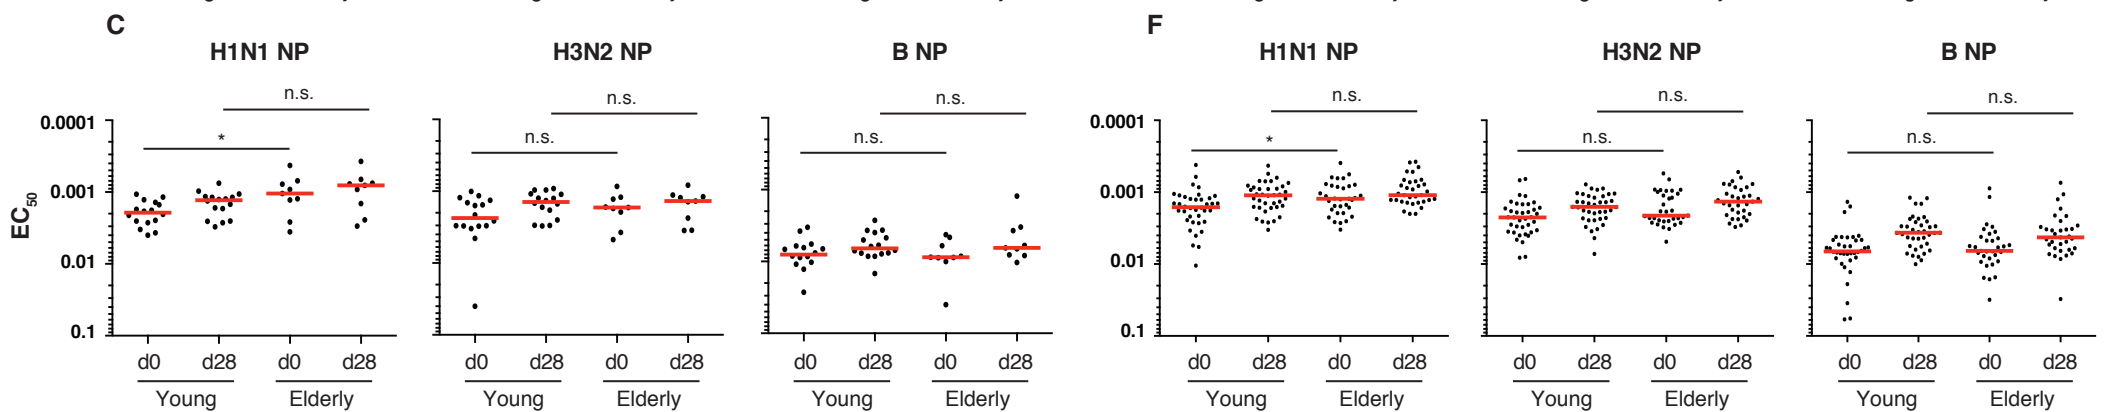 C
H1N1 NP
H3N2 NP
B NP
n.s.
n.s.
n.s.
*
n.s.
n.s.
EC50
0.0001
0.001
0.01
0.1
d0 d28 d0 d28
d0 d28 d0 d28
d0 d28 d0 d28
Young Elderly
Young Elderly
Young Elderly
F
H1N1 NP
H3N2 NP
B NP
n.s.
n.s.
n.s.
*
n.s.
n.s.
0.0001
0.001
0.01
0.1
d0 d28 d0 d28
d0 d28 d0 d28
d0 d28 d0 d28
Young Elderly
Young Elderly
Young Elderly